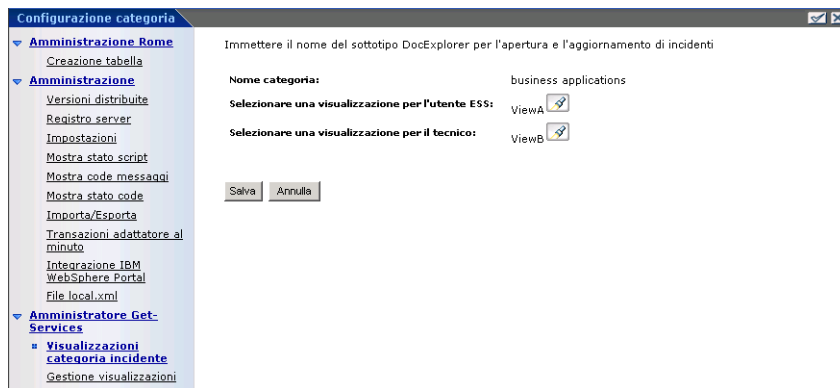 Configurazione categoria
Amministrazione Rome
Creazione tabella
Amministrazione
Versioni distribuite
Registro server
Impostazioni
Mostra stato script
Mostra code messaggi
Mostra stato code
Importa/Esporta
Transazioni adattatore al
minuto
Integrazione IBM
WebSphere Portal
File local.xml
Amministratore Get-
Services
Visualizzazioni
categoria incidente
Gestione visualizzazioni
Immettere il nome del sottotipo DocExplorer per l'apertura e l'aggiornamento di incidenti
Nome categoria: business applications
Selezionare una visualizzazione per l'utente ESS: ViewA
Selezionare una visualizzazione per il tecnico: ViewB
Salva Annulla